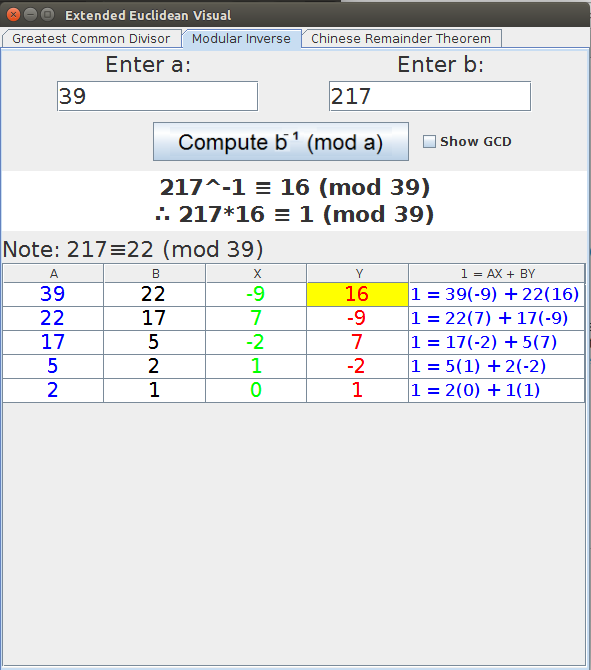 Extended Euclidean Visual
Greatest Common Divisor Modular Inverse Chinese Remainder Theorem
Enter a: Enter b:
39 217
Compute b⁻¹ (mod a) Show GCD
217^-1 ≡ 16 (mod 39)
∴ 217*16 ≡ 1 (mod 39)
Note: 217≡22 (mod 39)
A B X Y 1 = AX + BY
39 22 -9 16 1 = 39(-9) + 22(16)
22 17 7 -9 1 = 22(7) + 17(-9)
17 5 -2 7 1 = 17(-2) + 5(7)
5 2 1 -2 1 = 5(1) + 2(-2)
2 1 0 1 1 = 2(0) + 1(1)